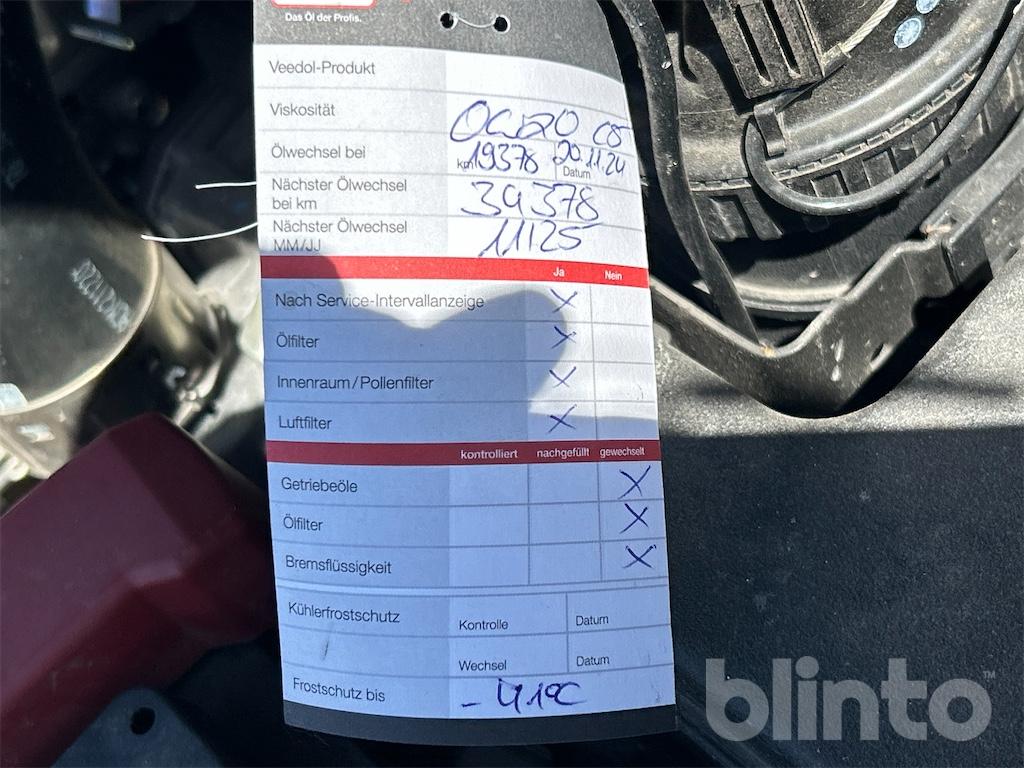 Das Öl der Profis.
Veedol-Produkt
Viskosität 0W20 C5
Ölwechsel bei km 19378 20.11.24 Datum
Nächster Ölwechsel
bei km 39378
Nächster Ölwechsel
MM/JJ 11/25
Ja Nein
Nach Service-Intervallanzeige X
Ölfilter X
Innenraum/Pollenfilter X
Luftfilter X
kontrolliert nachgefüllt gewechselt
Getriebeöle X
Ölfilter X
Bremsflüssigkeit X
Kühlerfrostschutz Kontrolle Datum
Wechsel Datum
Frostschutz bis -41°C
blinto™